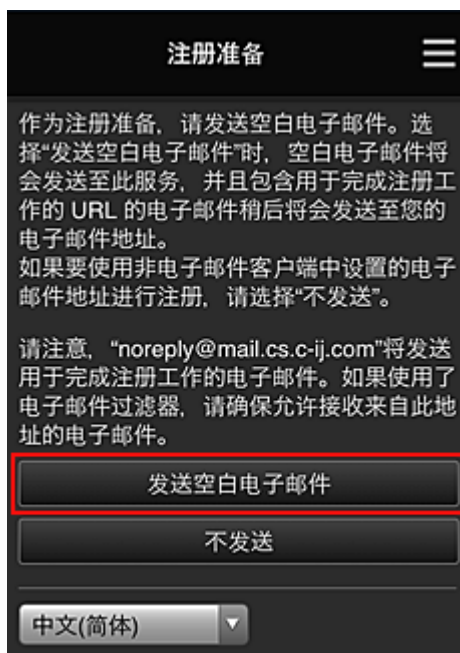 注册准备
作为注册准备，请发送空白电子邮件。选
择“发送空白电子邮件”时，空白电子邮件将
会发送至此服务，并且包含用于完成注册工
作的 URL 的电子邮件稍后将会发送至您的
电子邮件地址。
如果要使用非电子邮件客户端中设置的电子
邮件地址进行注册，请选择“不发送”。
请注意，“noreply@mail.cs.c-ij.com”将发送
用于完成注册工作的电子邮件。如果使用了
电子邮件过滤器，请确保允许接收来自此地
址的电子邮件。
发送空白电子邮件
不发送
中文(简体)